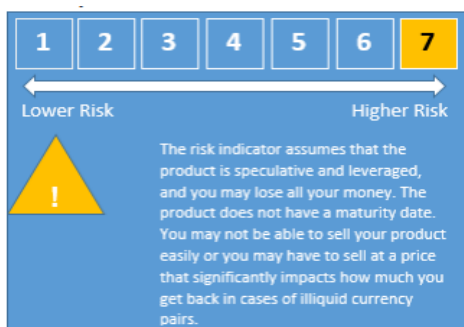 1 2 3 4 5 6 7
Lower Risk Higher Risk
!
The risk indicator assumes that the
product is speculative and leveraged,
and you may lose all your money. The
product does not have a maturity date.
You may not be able to sell your product
easily or you may have to sell at a price
that significantly impacts how much you
get back in cases of illiquid currency
pairs.